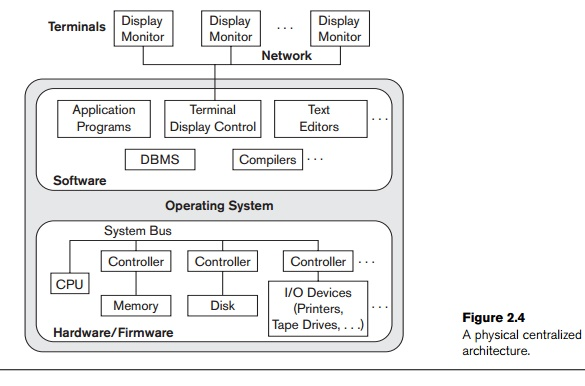 Terminals
Display
Monitor
Display
Monitor
. . .
Display
Monitor
Network
Application
Programs
Terminal
Display Control
Text
Editors
. . .
DBMS
Compilers
. . .
Software
Operating System
System Bus
Controller
Controller
Controller
. . .
CPU
Memory
Disk
I/O Devices
(Printers,
Tape Drives, . . .)
. . .
Hardware/Firmware
Figure 2.4
A physical centralized
architecture.